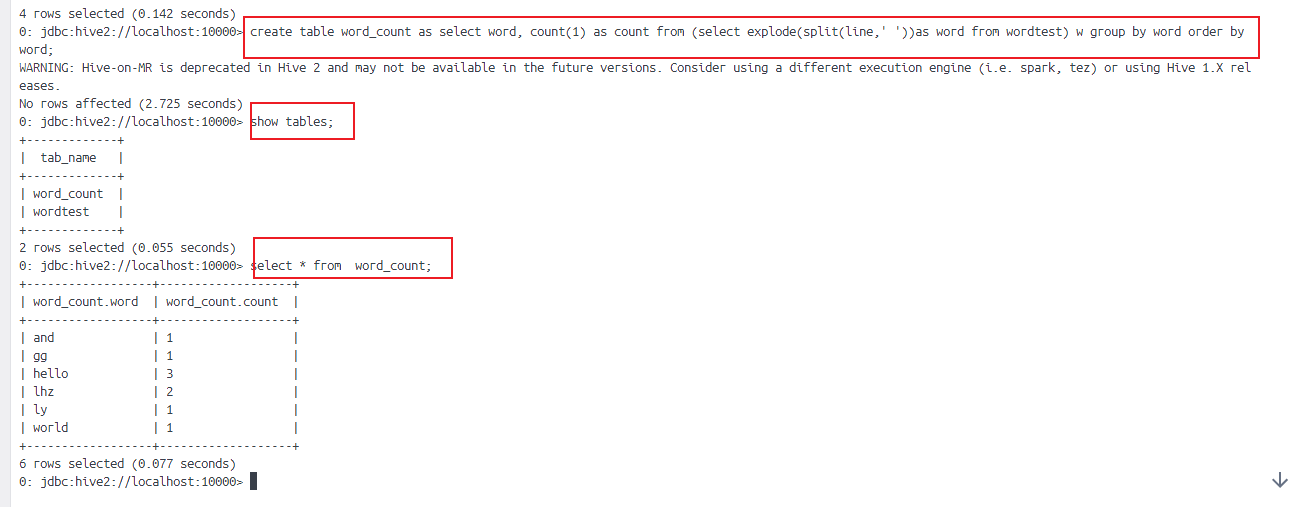 4 rows selected (0.142 seconds)
0: jdbc:hive2://localhost:10000> create table word_count as select word, count(1) as count from (select explode(split(line,' '))as word from wordtest) w group by word order by
word;
WARNING: Hive-on-MR is deprecated in Hive 2 and may not be available in the future versions. Consider using a different execution engine (i.e. spark, tez) or using Hive 1.X rel
eases.
No rows affected (2.725 seconds)
0: jdbc:hive2://localhost:10000> show tables;
+-------------+
|  tab_name   |
+-------------+
| word_count  |
| wordtest    |
+-------------+
2 rows selected (0.055 seconds)
0: jdbc:hive2://localhost:10000> select * from  word_count;
+------------------+-------------------+
| word_count.word  | word_count.count  |
+------------------+-------------------+
| and              | 1                 |
| gg               | 1                 |
| hello            | 3                 |
| lhz              | 2                 |
| ly               | 1                 |
| world            | 1                 |
+------------------+-------------------+
6 rows selected (0.077 seconds)
0: jdbc:hive2://localhost:10000>